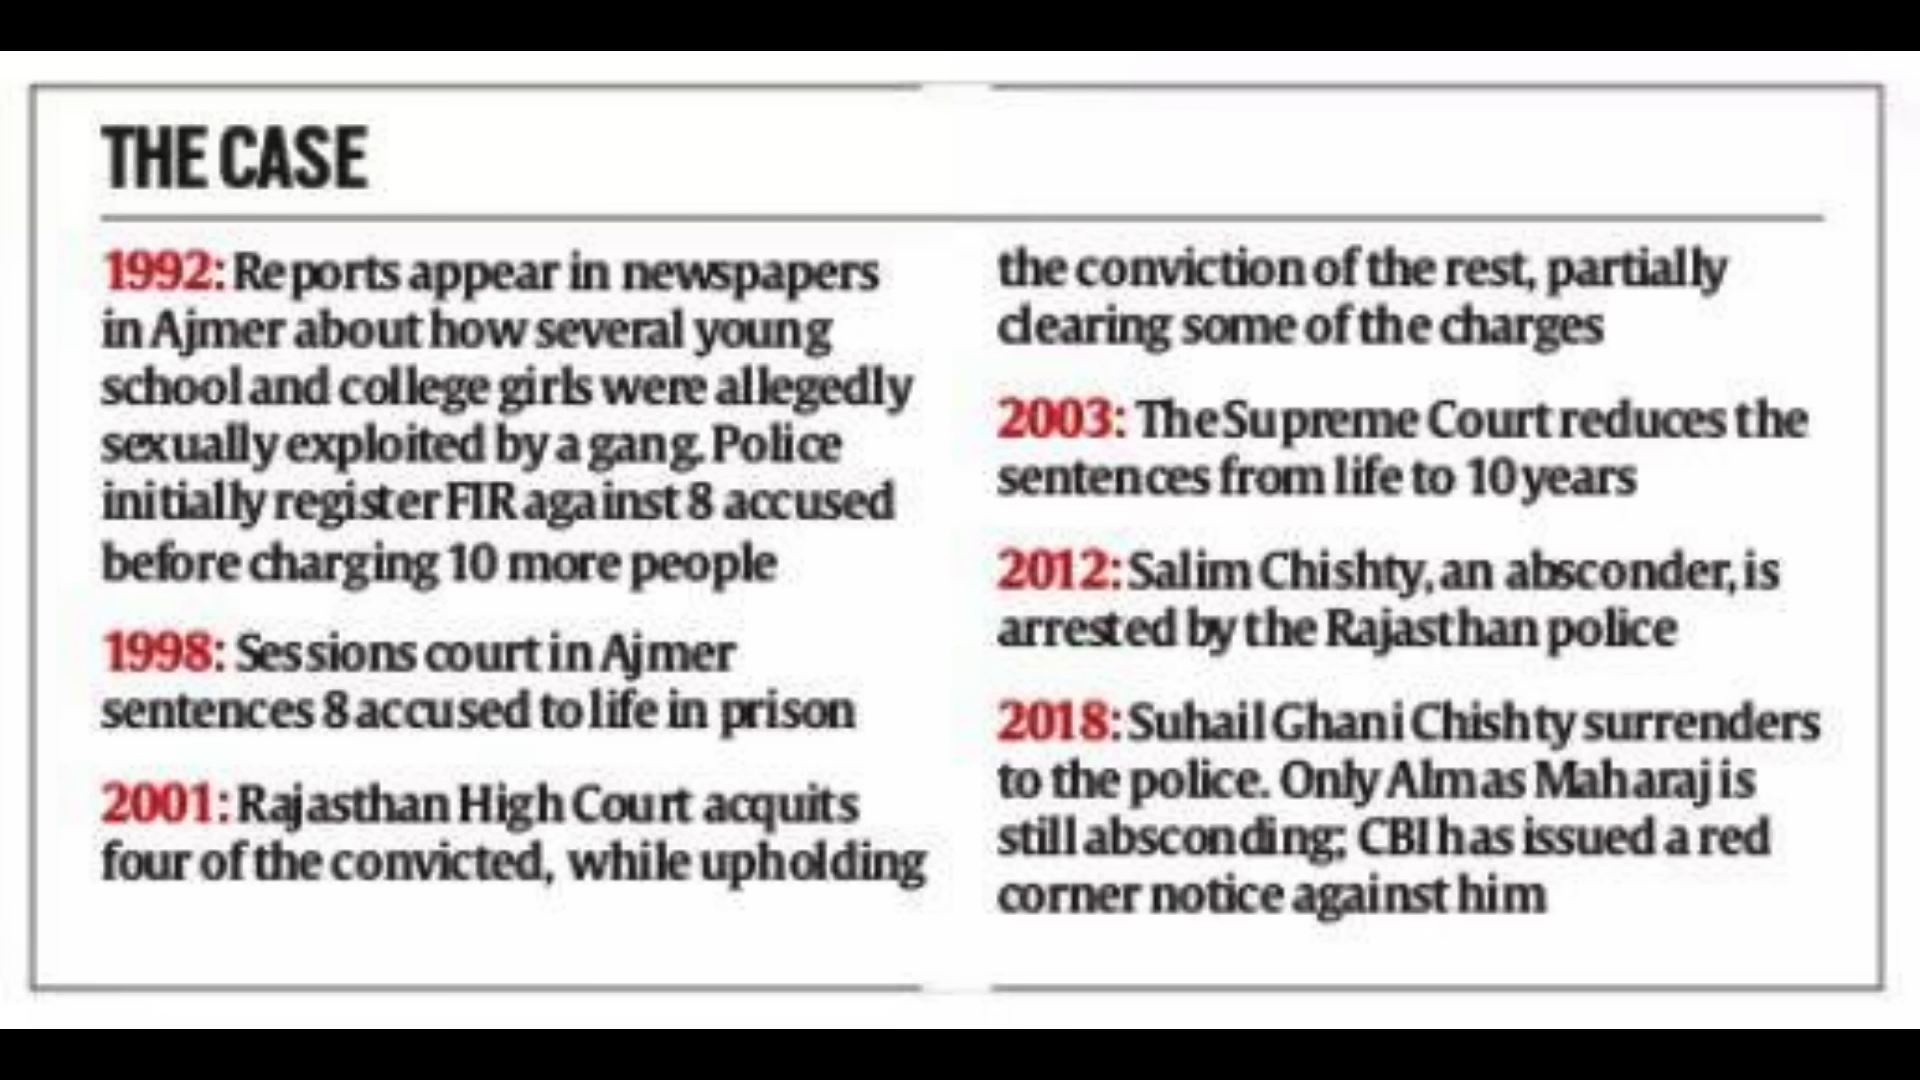 THE CASE
1992: Reports appear in newspapers
in Ajmer about how several young
school and college girls were allegedly
sexually exploited by a gang. Police
initially register FIR against 8 accused
before charging 10 more people
1998: Sessions court in Ajmer
sentences 8 accused to life in prison
2001: Rajasthan High Court acquits
four of the convicted, while upholding
the conviction of the rest, partially
clearing some of the charges
2003: The Supreme Court reduces the
sentences from life to 10 years
2012: Salim Chishty, an absconder, is
arrested by the Rajasthan police
2018: Suhail Ghani Chishty surrenders
to the police. Only Almas Maharaj is
still absconding; CBI has issued a red
corner notice against him